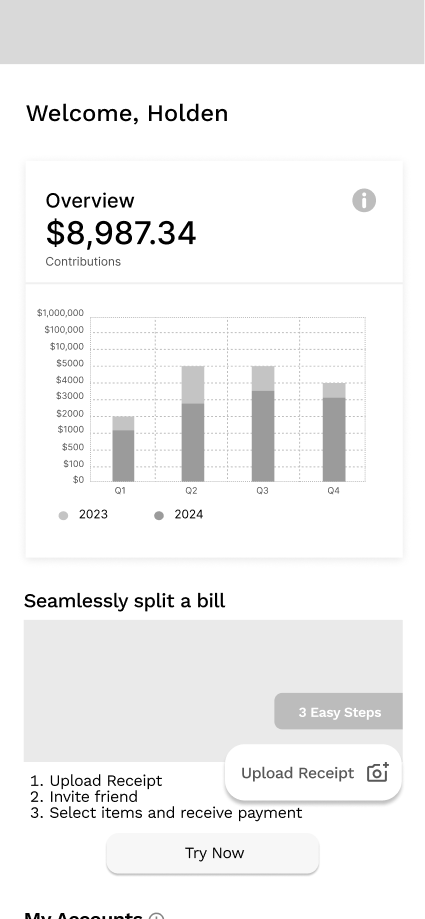 Welcome, Holden
Overview
$8,987.34
Contributions
$1,000,000
$100,000
$10,000
$5000
$4000
$3000
$2000
$1000
$500
$100
$0
Q1 Q2 Q3 Q4
2023 2024
Seamlessly split a bill
3 Easy Steps
Upload Receipt
1. Upload Receipt
2. Invite friend
3. Select items and receive payment
Try Now
My Accounts